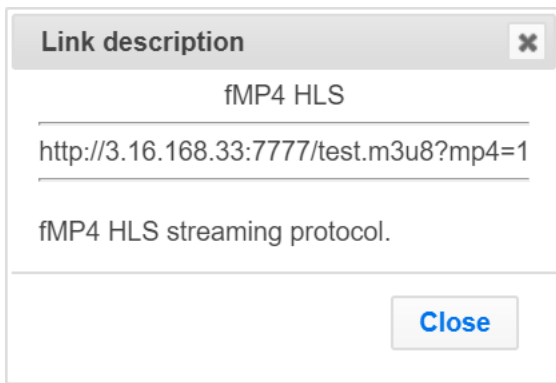 Link description
fMP4 HLS
http://3.16.168.33:7777/test.m3u8?mp4=1
fMP4 HLS streaming protocol.
Close